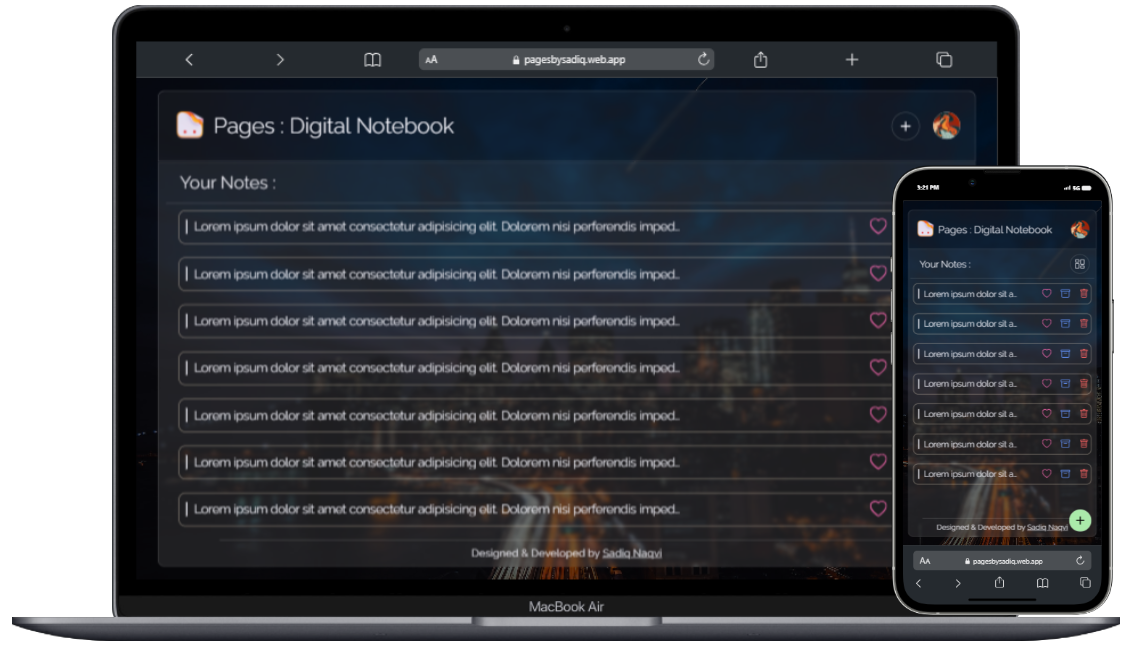 AA pagesbysadiq.web.app
Pages : Digital Notebook
Your Notes :
Lorem ipsum dolor sit amet consectetur adipisicing elit. Dolorem nisi perferendis imped..
Lorem ipsum dolor sit amet consectetur adipisicing elit. Dolorem nisi perferendis imped..
Lorem ipsum dolor sit amet consectetur adipisicing elit. Dolorem nisi perferendis imped..
Lorem ipsum dolor sit amet consectetur adipisicing elit. Dolorem nisi perferendis imped..
Lorem ipsum dolor sit amet consectetur adipisicing elit. Dolorem nisi perferendis imped..
Lorem ipsum dolor sit amet consectetur adipisicing elit. Dolorem nisi perferendis imped..
Lorem ipsum dolor sit amet consectetur adipisicing elit. Dolorem nisi perferendis imped..
Designed & Developed by Sadiq Naqvi
MacBook Air
5:21 PM 5G
Pages : Digital Notebook
Your Notes :
Lorem ipsum dolor sit a..
Lorem ipsum dolor sit a..
Lorem ipsum dolor sit a..
Lorem ipsum dolor sit a..
Lorem ipsum dolor sit a..
Lorem ipsum dolor sit a..
Lorem ipsum dolor sit a..
Designed & Developed by Sadiq Naqvi
AA pagesbysadiq.web.app